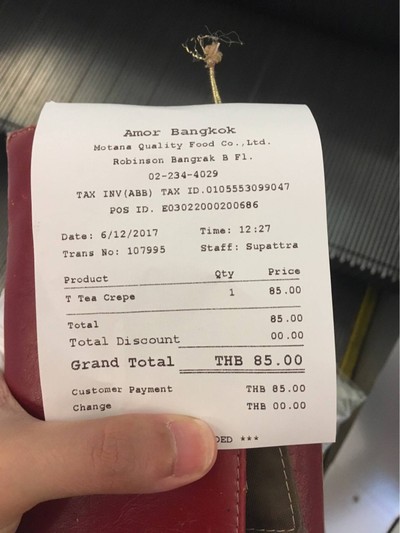 Amor Bangkok
Motana Quality Food Co.,Ltd.
Robinson Bangrak B Fl.
02-234-4029
TAX INV(ABB) TAX ID.0105553099047
POS ID. E03022000200686
Date: 6/12/2017 Time: 12:27
Trans No: 107995 Staff: Supattra
Product Qty Price
T Tea Crepe 1 85.00
Total 85.00
Total Discount 00.00
Grand Total THB 85.00
Customer Payment THB 85.00
Change THB 00.00
***